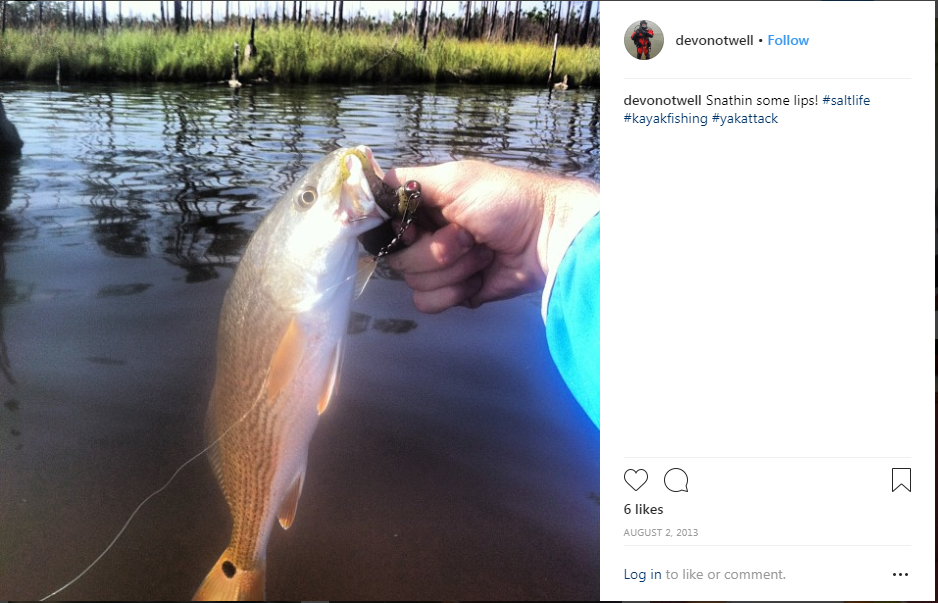 devonotwell • Follow
devonotwell Snathin some lips! #saltlife
#kayakfishing #yakattack
6 likes
AUGUST 2, 2013
Log in to like or comment.